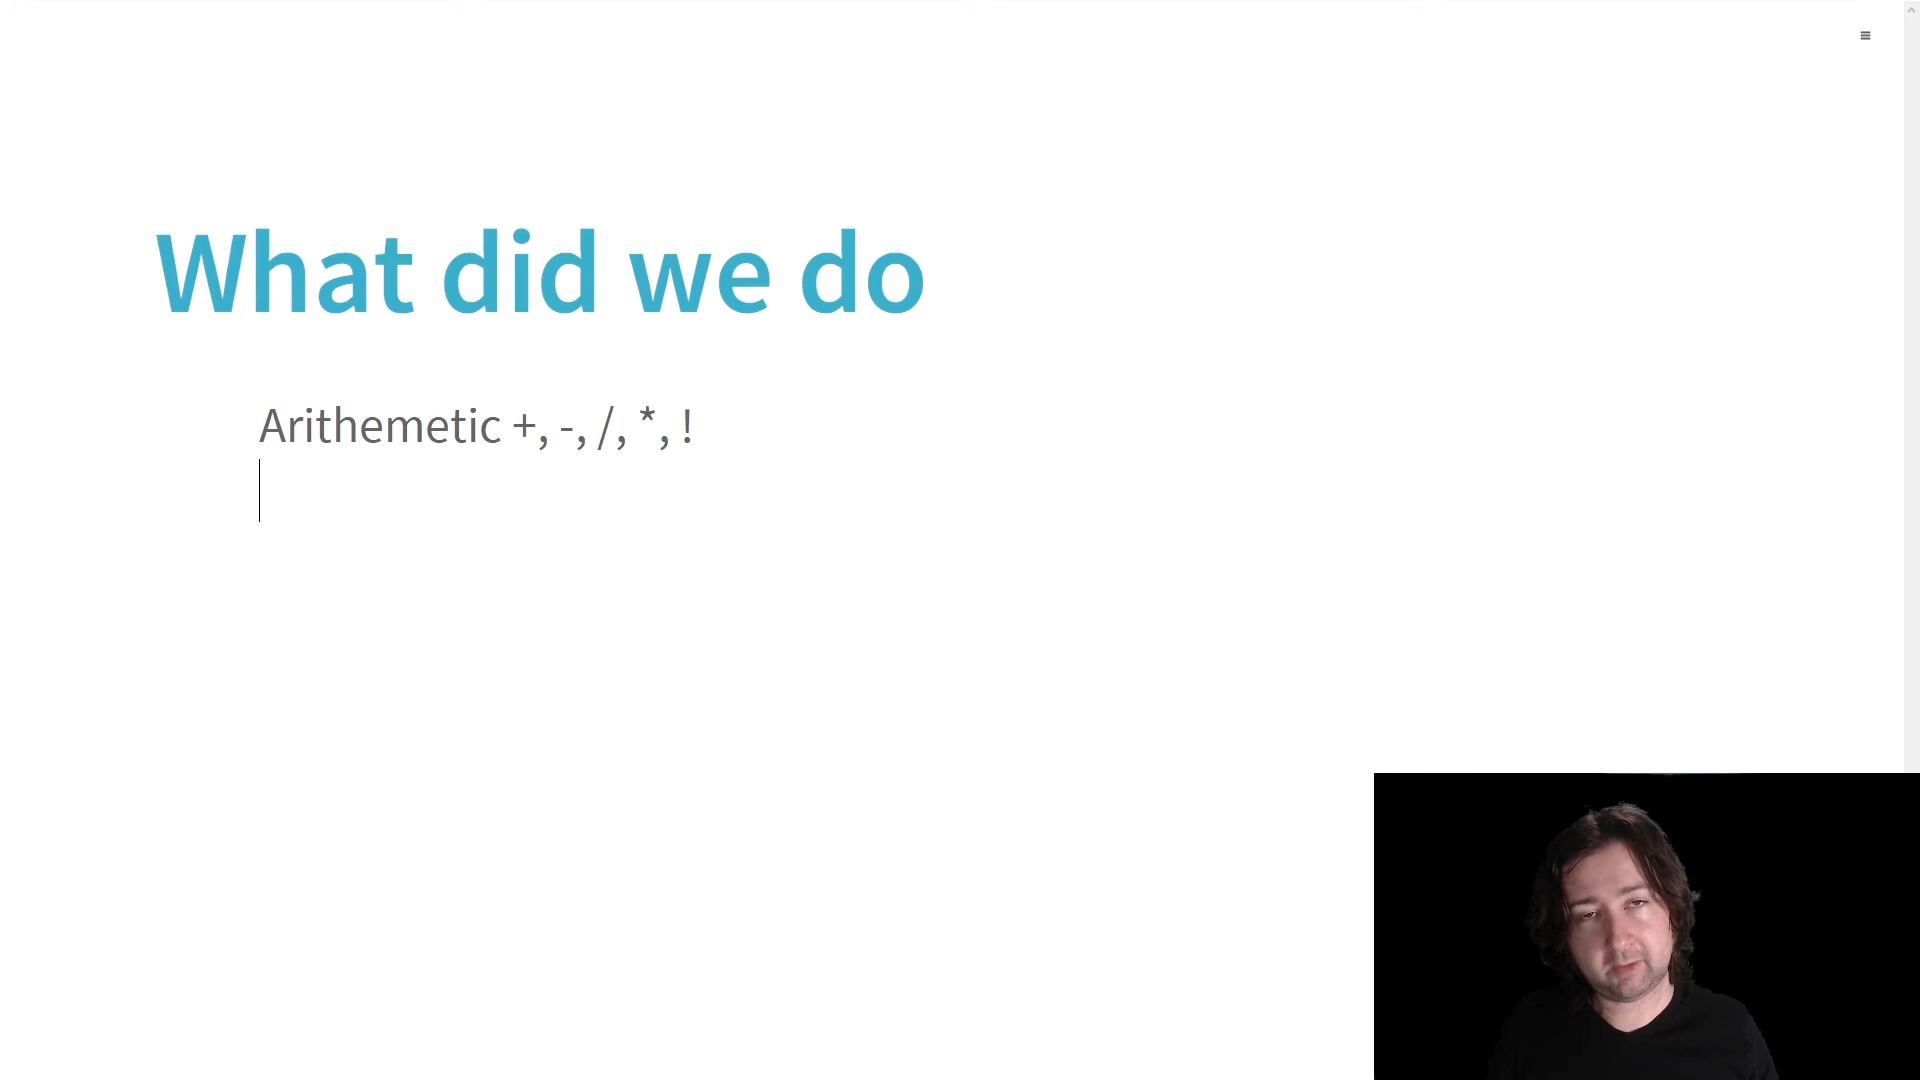 What did we do
Arithemetic +, -, /, *, !